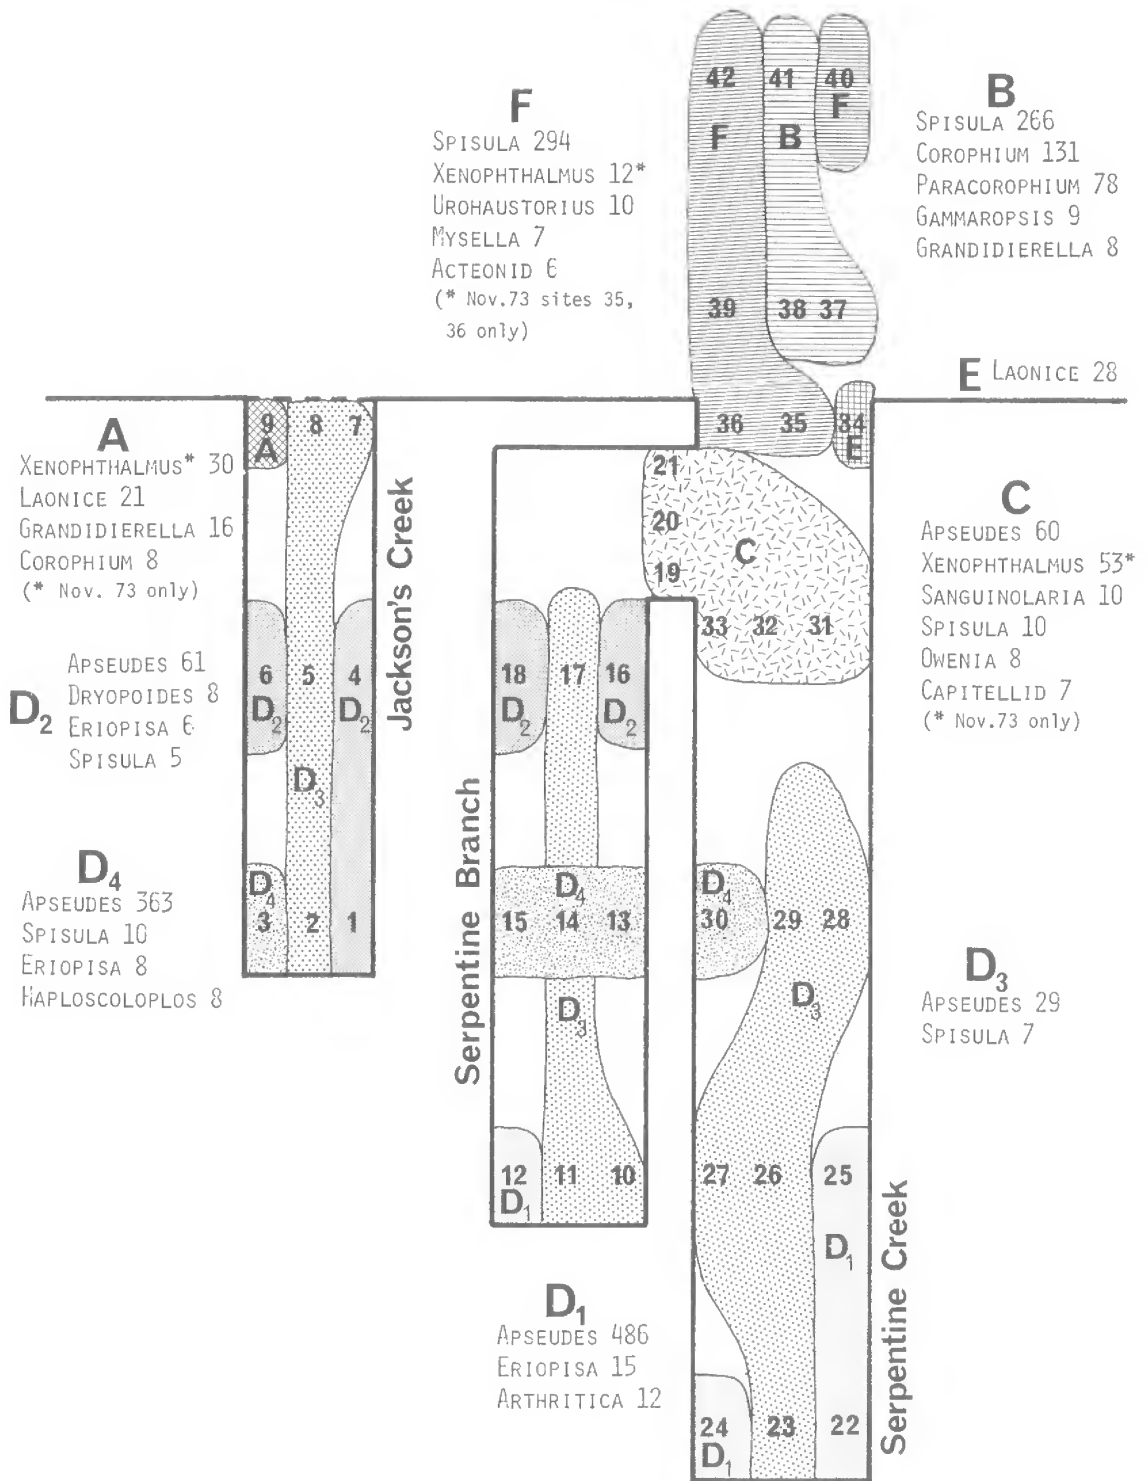 42 41 40
F
F B F
B
SPISULA 294
XENOPHTHALMUS 12*
UROHAUSTORIUS 10
MYSELLA 7
ACTEONID 6
(* Nov.73 sites 35,
36 only)
SPISULA 266
COROPHIUM 131
PARACOROPHIUM 78
GAMMAROPSIS 9
GRANDIDIERELLA 8
39 38 37
E LAONICE 28
9 8 7
A
36 35 34
E
A
XENOPHTHALMUS* 30
LAONICE 21
GRANDIDIERELLA 16
COROPHIUM 8
(* Nov. 73 only)
Jackson's Creek
21
20
19
C
33 32 31
C
APSEUDES 60
XENOPHTHALMUS 53*
SANGUINOLARIA 10
SPISULA 10
OWENIA 8
CAPITELLID 7
(* Nov.73 only)
D2
APSEUDES 61
DRYOPOIDES 8
ERIOPISA 6
SPISULA 5
6 5 4
D2 D2
D3
18 17 16
D2 D2
D4
APSEUDES 363
SPISULA 10
ERIOPISA 8
HAPLOSCOLOPLOS 8
D4
3 2 1
Serpentine Branch
D4
15 14 13
D3
D4
30 29 28
D3
D3
APSEUDES 29
SPISULA 7
12 11 10
D1
27 26 25
D1
Serpentine Creek
D1
APSEUDES 486
ERIOPISA 15
ARTHRITICA 12
24 23 22
D1